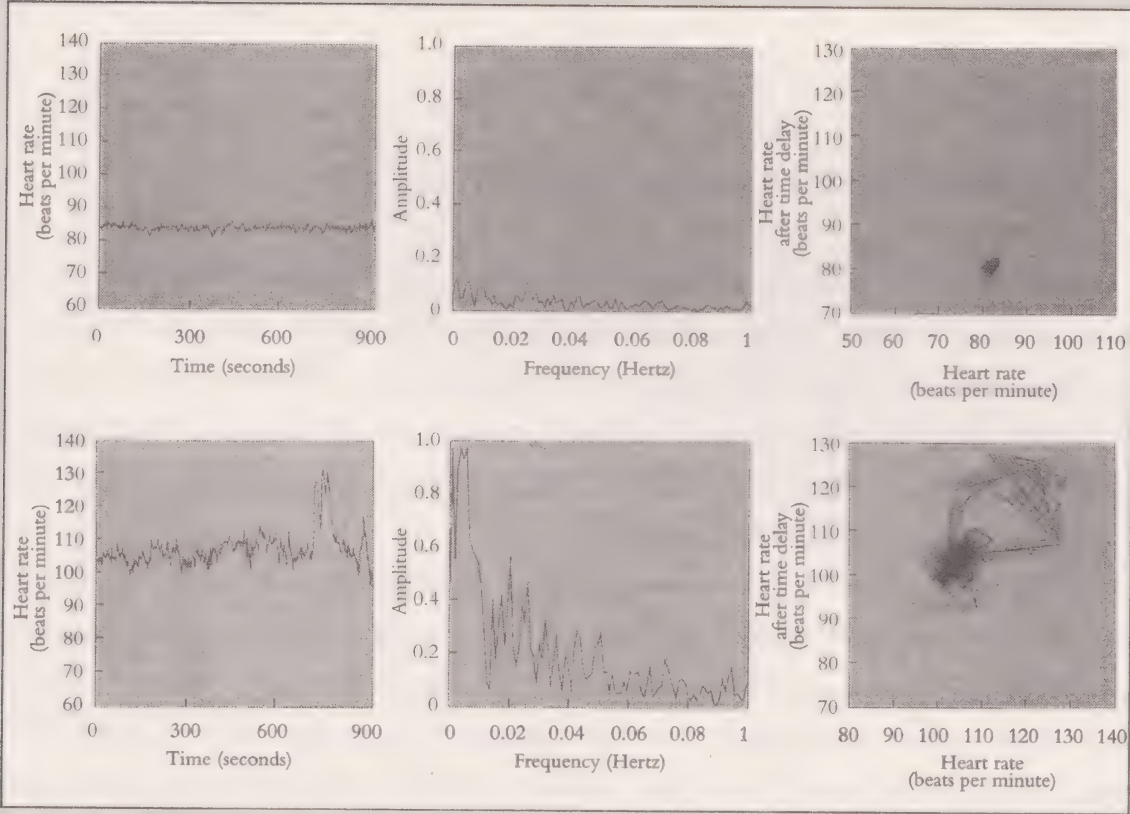 140
130
120
110
100
90
80
70
60
Heart rate
(beats per minute)
0 300 600 900
Time (seconds)
1.0
0.8
0.6
0.4
0.2
0
Amplitude
0 0.02 0.04 0.06 0.08 1
Frequency (Hertz)
130
120
110
100
90
80
70
Heart rate
after time delay
(beats per minute)
50 60 70 80 90 100 110
Heart rate
(beats per minute)
140
130
120
110
100
90
80
70
60
Heart rate
(beats per minute)
0 300 600 900
Time (seconds)
1.0
0.8
0.6
0.4
0.2
0
Amplitude
0 0.02 0.04 0.06 0.08 1
Frequency (Hertz)
130
120
110
100
90
80
70
Heart rate
after time delay
(beats per minute)
80 90 100 110 120 130 140
Heart rate
(beats per minute)